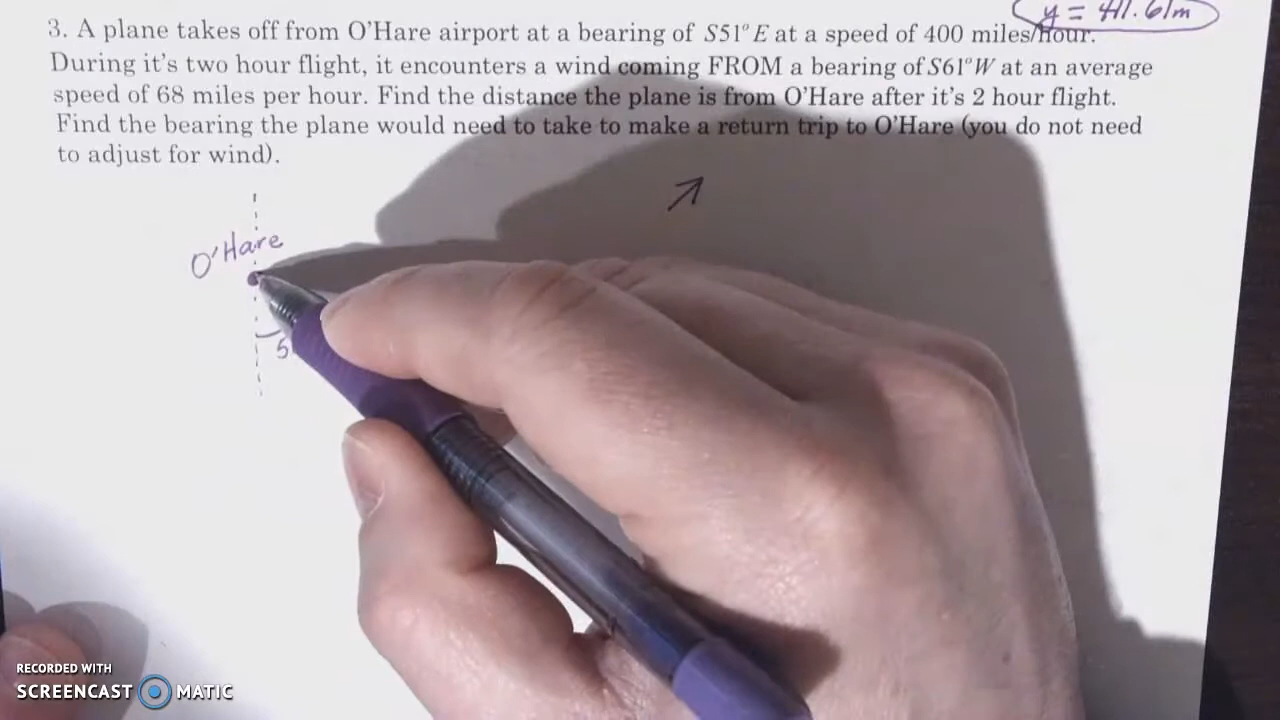 y = 411.61m
3. A plane takes off from O'Hare airport at a bearing of S51°E at a speed of 400 miles/hour.
During it's two hour flight, it encounters a wind coming FROM a bearing of S61°W at an average
speed of 68 miles per hour. Find the distance the plane is from O'Hare after it's 2 hour flight.
Find the bearing the plane would need to take to make a return trip to O'Hare (you do not need
to adjust for wind).
O'Hare
5
RECORDED WITH
SCREENCAST MATIC